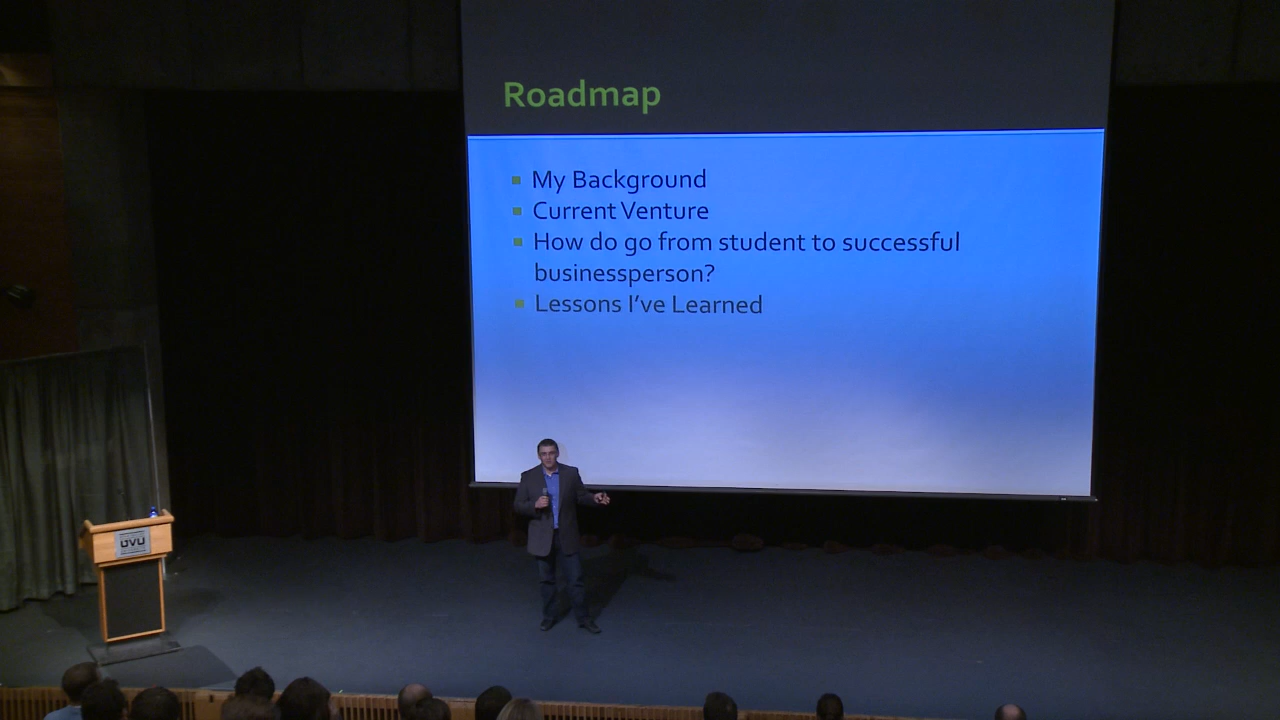 Roadmap
My Background
Current Venture
How do go from student to successful
businessperson?
Lessons I've Learned
UVU